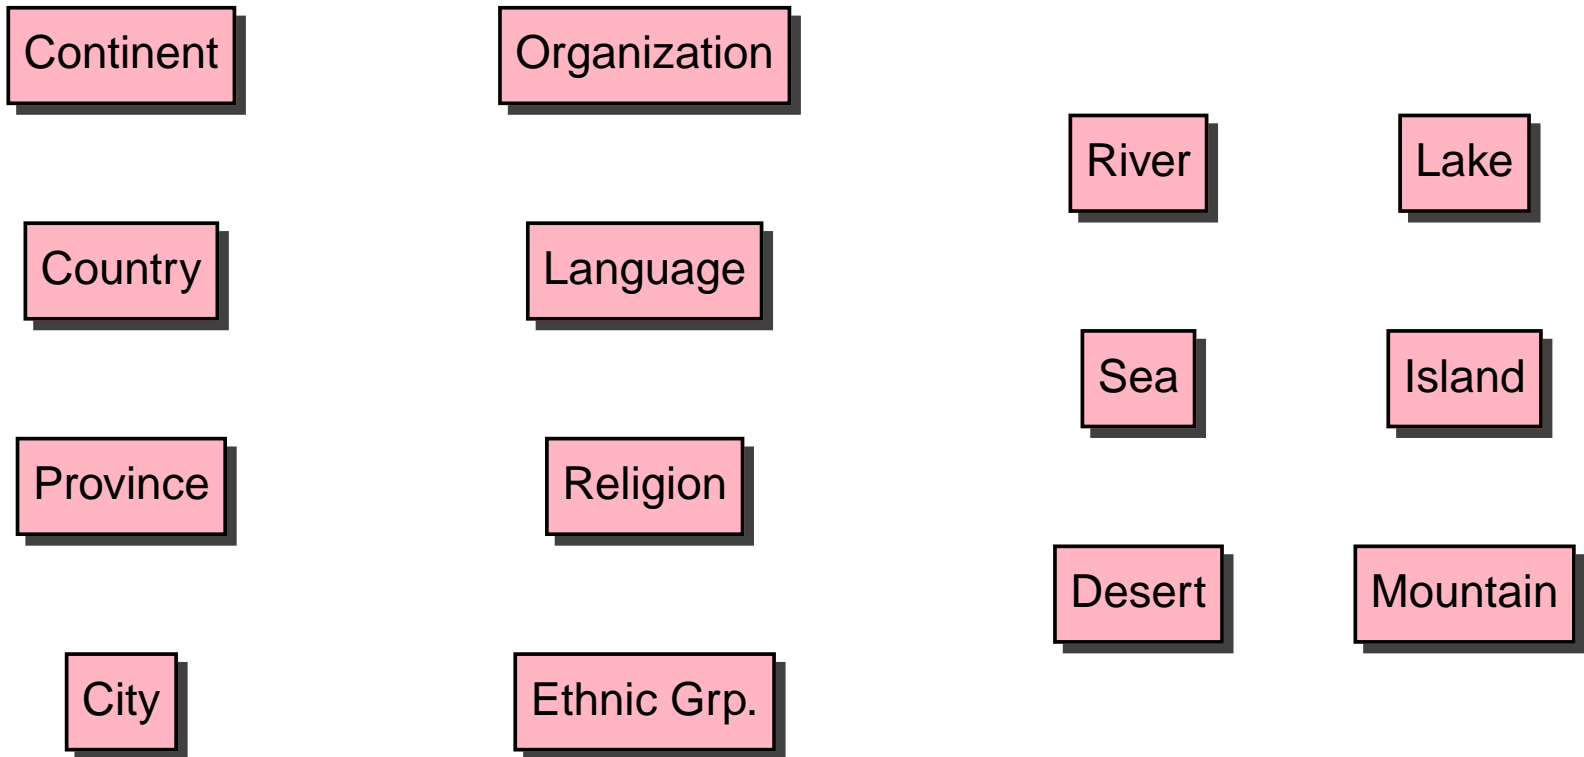 Continent
Organization
River
Lake
Country
Language
Sea
Island
Province
Religion
Desert
Mountain
City
Ethnic Grp.